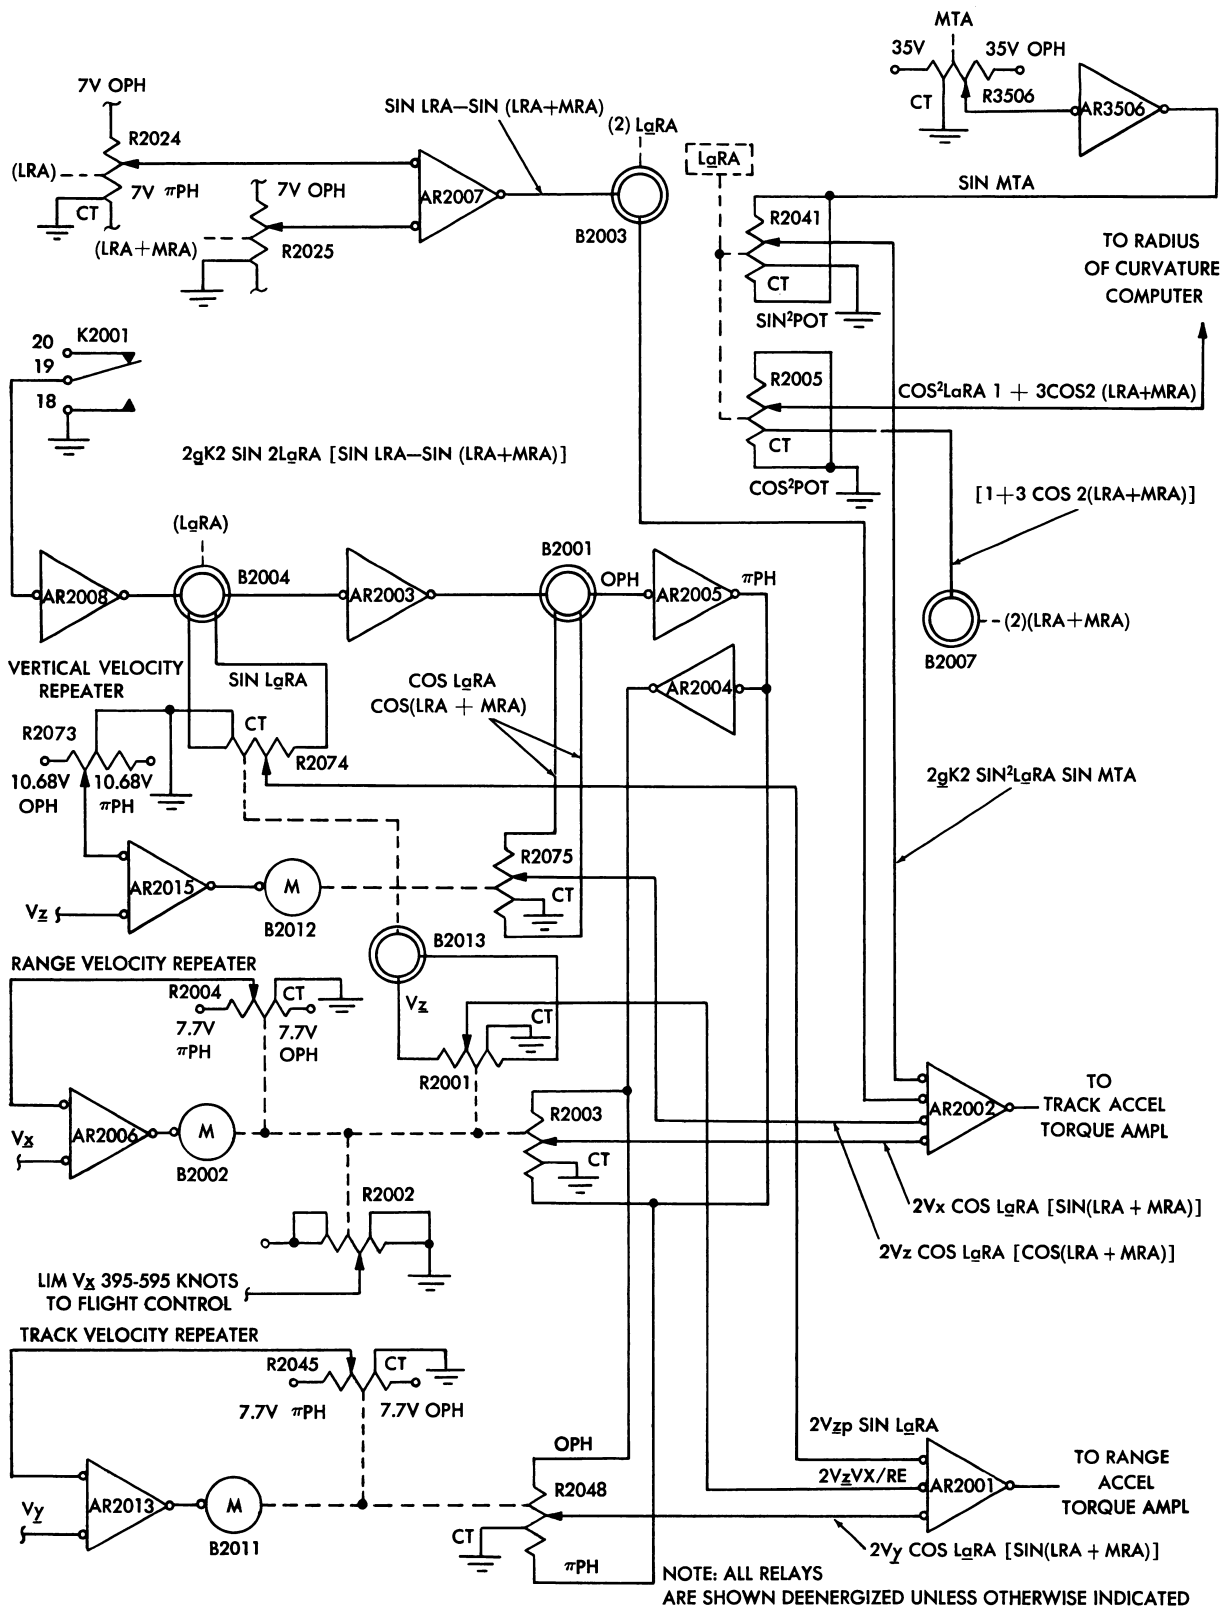 MTA
35V
35V OPH
CT
R3506
AR3506
7V OPH
R2024
(LRA)
7V πPH
CT
SIN LRA—SIN (LRA+MRA)
(2) LaRA
AR2007
B2003
7V OPH
(LRA+MRA)
R2025
LaRA
SIN MTA
R2041
CT
SIN²POT
TO RADIUS
OF CURVATURE
COMPUTER
20
K2001
19
18
R2005
COS²LaRA 1 + 3COS2 (LRA+MRA)
CT
COS²POT
2gK2 SIN 2LaRA [SIN LRA—SIN (LRA+MRA)]
[1+3 COS 2(LRA+MRA)]
(LaRA)
B2004
B2001
OPH
πPH
AR2008
AR2003
AR2005
(2)(LRA+MRA)
B2007
VERTICAL VELOCITY
REPEATER
SIN LaRA
COS LaRA
COS(LRA + MRA)
AR2004
R2073
CT
R2074
10.68V
OPH
10.68V
πPH
2gK2 SIN²LaRA SIN MTA
R2075
CT
AR2015
M
B2012
Vz
B2013
RANGE VELOCITY REPEATER
R2004
CT
7.7V
πPH
7.7V
OPH
Vz
CT
R2001
R2003
CT
AR2006
M
B2002
Vx
AR2002
TO
TRACK ACCEL
TORQUE AMPL
R2002
2Vx COS LaRA [SIN(LRA + MRA)]
2Vz COS LaRA [COS(LRA + MRA)]
LIM Vx 395-595 KNOTS
TO FLIGHT CONTROL
TRACK VELOCITY REPEATER
R2045
CT
7.7V πPH
7.7V OPH
2Vzp SIN LaRA
OPH
2VzVX/RE
R2048
CT
πPH
AR2013
M
B2011
Vy
AR2001
TO RANGE
ACCEL
TORQUE AMPL
2Vy COS LaRA [SIN(LRA + MRA)]
NOTE: ALL RELAYS
ARE SHOWN DEENERGIZED UNLESS OTHERWISE INDICATED